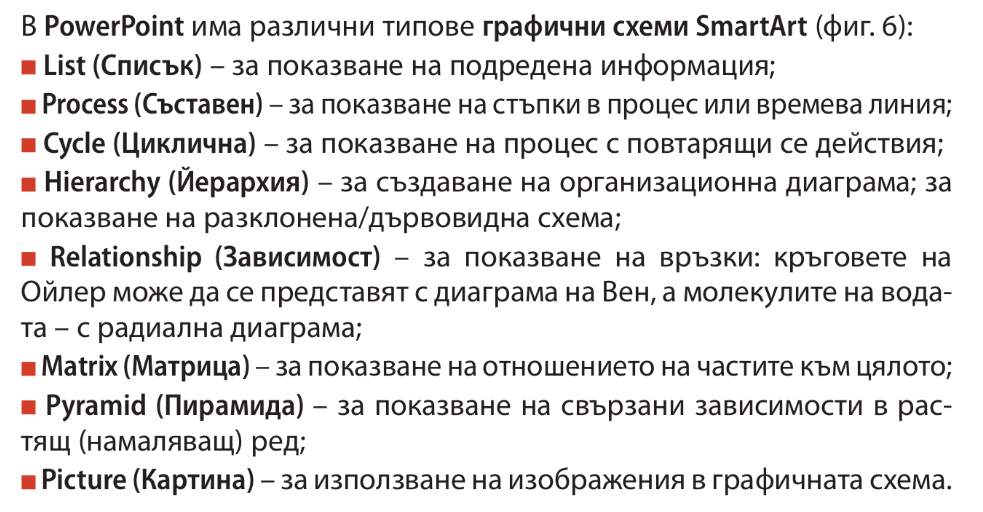 В PowerPoint има различни типове графични схеми SmartArt (фиг. 6):
■ List (Списък) – за показване на подредена информация;
■ Process (Съставен) – за показване на стъпки в процес или времева линия;
■ Cycle (Циклична) – за показване на процес с повтарящи се действия;
■ Hierarchy (Йерархия) – за създаване на организационна диаграма; за
показване на разклонена/дървовидна схема;
■ Relationship (Зависимост) – за показване на връзки: кръговете на
Ойлер може да се представят с диаграма на Вен, а молекулите на вода-
та – с радиална диаграма;
■ Matrix (Матрица) – за показване на отношението на частите към цялото;
■ Pyramid (Пирамида) – за показване на свързани зависимости в рас-
тящ (намаляващ) ред;
■ Picture (Картина) – за използване на изображения в графичната схема.